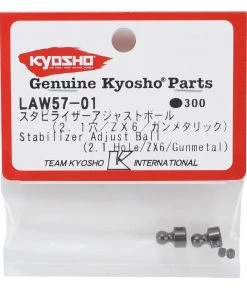 KYOSHO
Genuine Kyosho® Parts
LAW57-01 ●300
スタビライザーアジャストボール
(2.1穴/ZX6/ガンメタリック)
Stabilizer Adjust Ball
(2.1 Hole/ZX6/Gunmetal)
TEAM KYOSHO K INTERNATIONAL